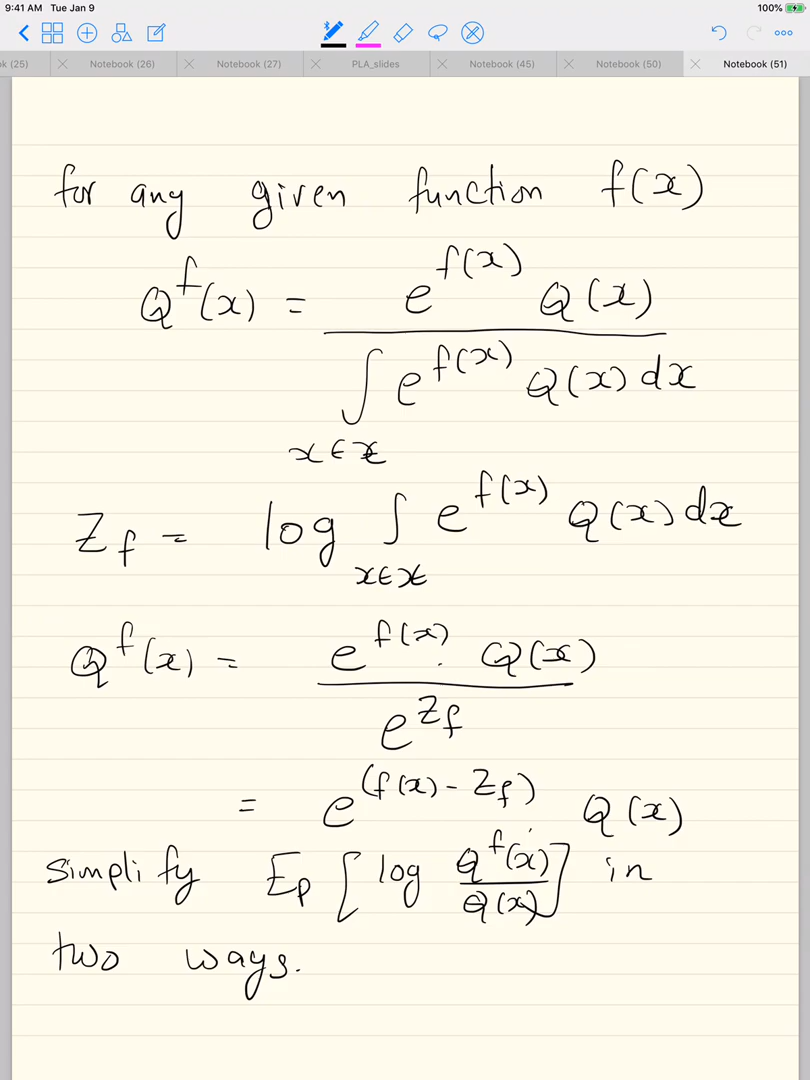 9:41 AM Tue Jan 9 100%
k (25) Notebook (26) Notebook (27) PLA_slides Notebook (45) Notebook (50) Notebook (51)
for any given function f(x)
Q^f(x) = e^{f(x)} Q(x) / ∫_{x∈𝒳} e^{f(x)} Q(x) dx
Z_f = log ∫_{x∈𝒳} e^{f(x)} Q(x) dx
Q^f(x) = e^{f(x)} . Q(x) / e^{Z_f}
= e^{(f(x) - Z_f)} Q(x)
simplify E_P [log Q^f(x) / Q(x)] in
two ways.